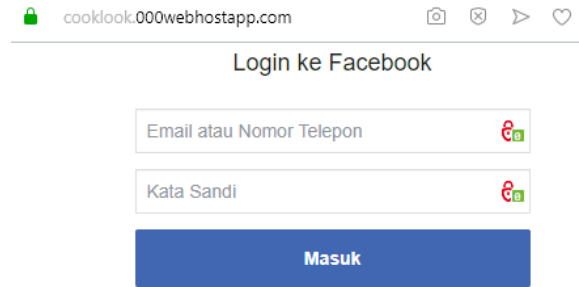 cooklook.000webhostapp.com
Login ke Facebook
Email atau Nomor Telepon
Kata Sandi
Masuk